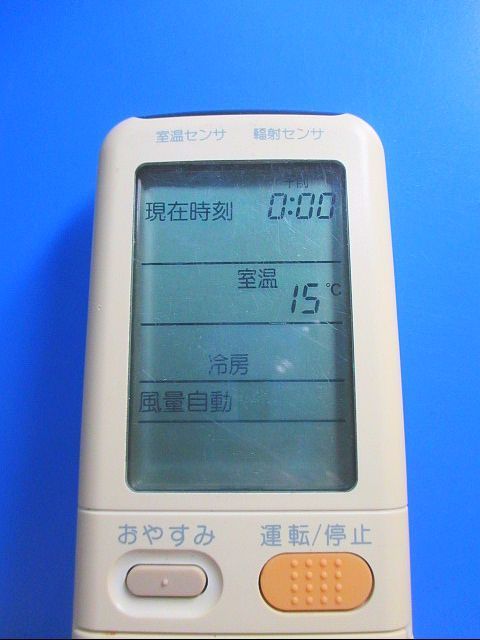 室温センサ 輻射センサ
午前
現在時刻 0:00
室温
15℃
冷房
風量自動
おやすみ 運転/停止